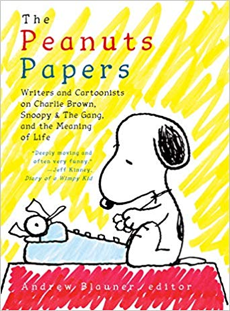 The
Peanuts
Papers
Writers and Cartoonists
on Charlie Brown,
Snoopy & The Gang,
and the Meaning
of Life
"Deeply moving and
often very funny."
—Jeff Kinney,
Diary of a Wimpy Kid
Andrew Blauner, editor